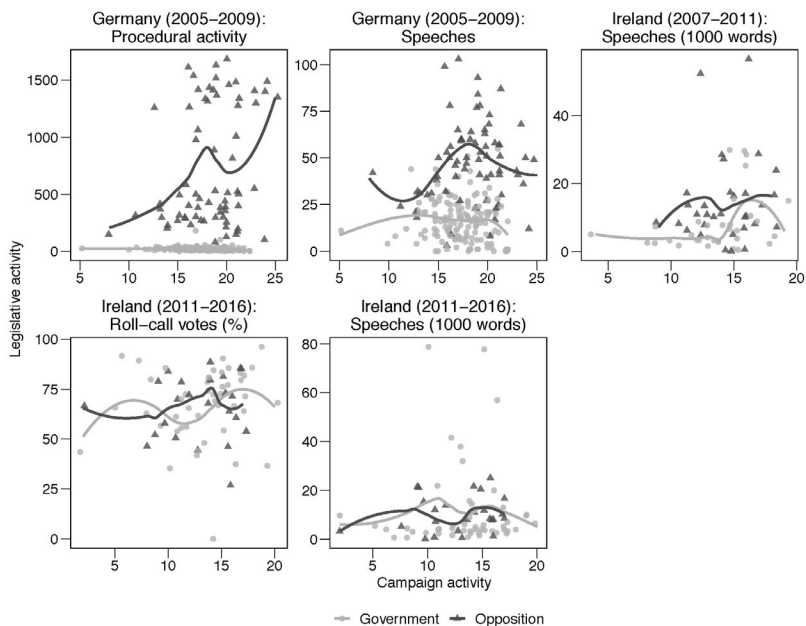 Germany (2005–2009):
Procedural activity
Germany (2005–2009):
Speeches
Ireland (2007–2011):
Speeches (1000 words)
1500
1000
500
0
5 10 15 20 25
100
75
50
25
0
5 10 15 20 25
40
20
0
5 10 15 20
Legislative activity
Ireland (2011–2016):
Roll–call votes (%)
Ireland (2011–2016):
Speeches (1000 words)
100
75
50
25
0
5 10 15 20
80
60
40
20
0
5 10 15 20
Campaign activity
Government Opposition